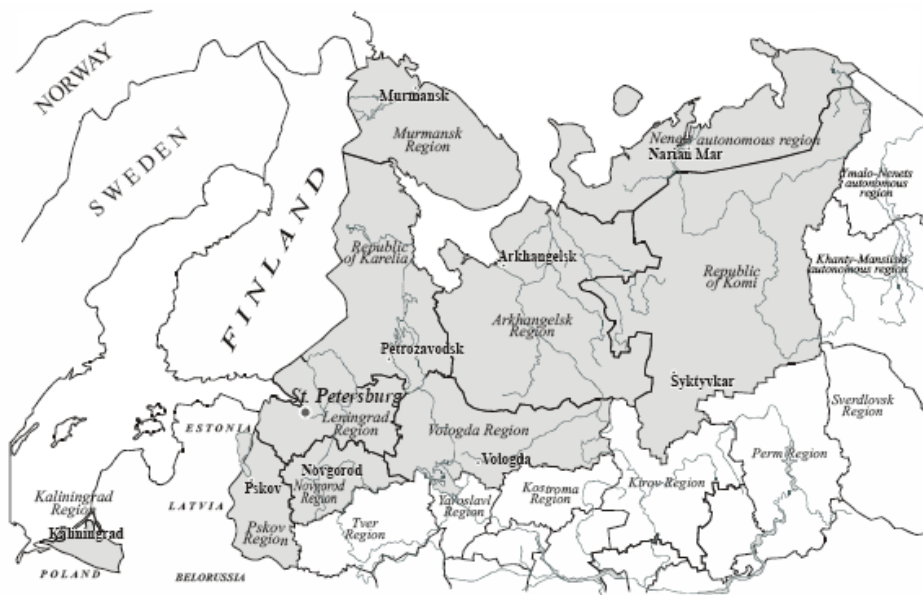 NORWAY
SWEDEN
FINLAND
Murmansk
Murmansk
Region
Nenets autonomous region
Narian Mar
Ymalo-Nenets
autonomous
region
Republic
of Karelia
Arkhangelsk
Khanty-Mansiisk
autonomous region
Republic
of Komi
Arkhangelsk
Region
Petrozavodsk
Syktyvkar
St. Petersburg
Leningrad
Region
Sverdlovsk
Region
ESTONIA
Vologda Region
Vologda
Perm Region
Novgorod
Novgorod
Region
Pskov
Kirov Region
Kostroma
Region
Yaroslavl
Region
Kaliningrad
Region
Kaliningrad
LATVIA
Pskov
Region
Tver
Region
POLAND
BELORUSSIA